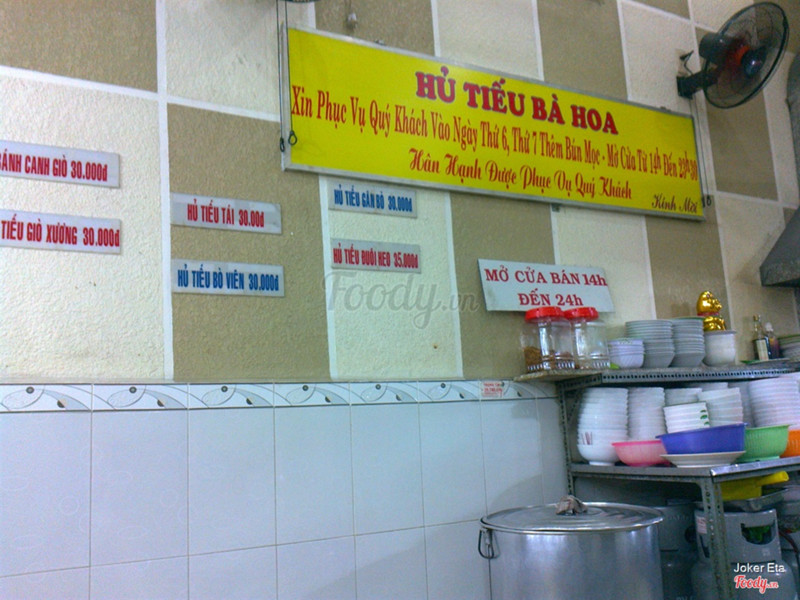 HỦ TIẾU BÀ HOA
Xin Phục Vụ Quý Khách Vào Ngày Thứ 6, Thứ 7 Thêm Bún Mọc - Mở Cửa Từ 14h Đến 23h30
Hân Hạnh Được Phục Vụ Quý Khách
Kính Mời
BÁNH CANH GIÒ 30.000đ
TIẾU GIÒ XƯƠNG 30.000đ
HỦ TIẾU TÁI 30.00đ
HỦ TIẾU BÒ VIÊN 30.000đ
HỦ TIẾU GÂN BÒ 30.000đ
HỦ TIẾU ĐUÔI HEO 35.000đ
MỞ CỬA BÁN 14h
ĐẾN 24h
Foody.vn
Joker Eta
Foody.vn